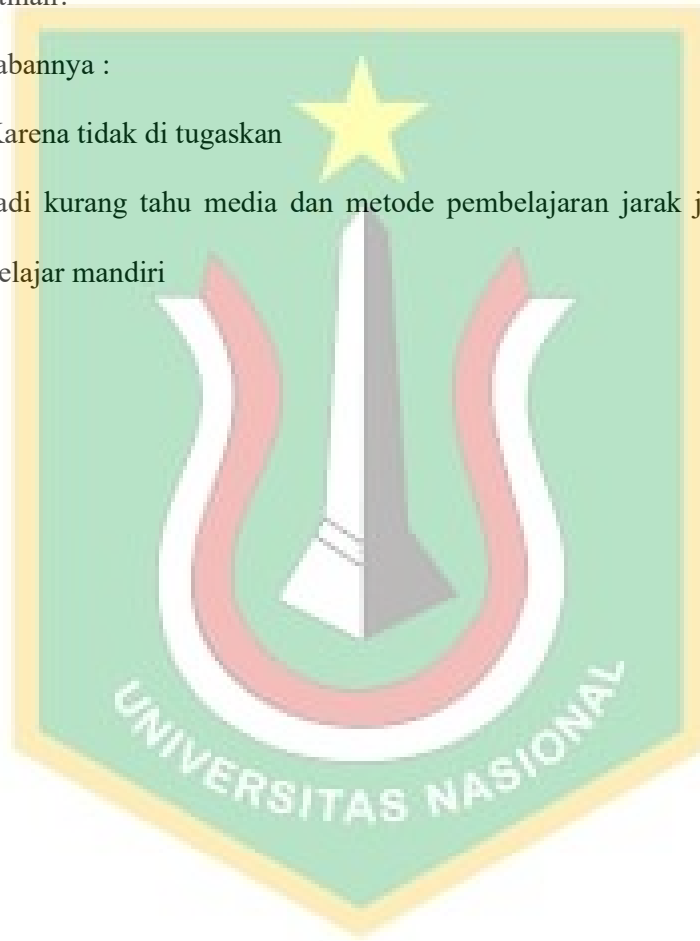 abannya :
Karena tidak di tugaskan
adi kurang tahu media dan metode pembelajaran jarak j
elajar mandiri
UNIVERSITAS NASIONAL